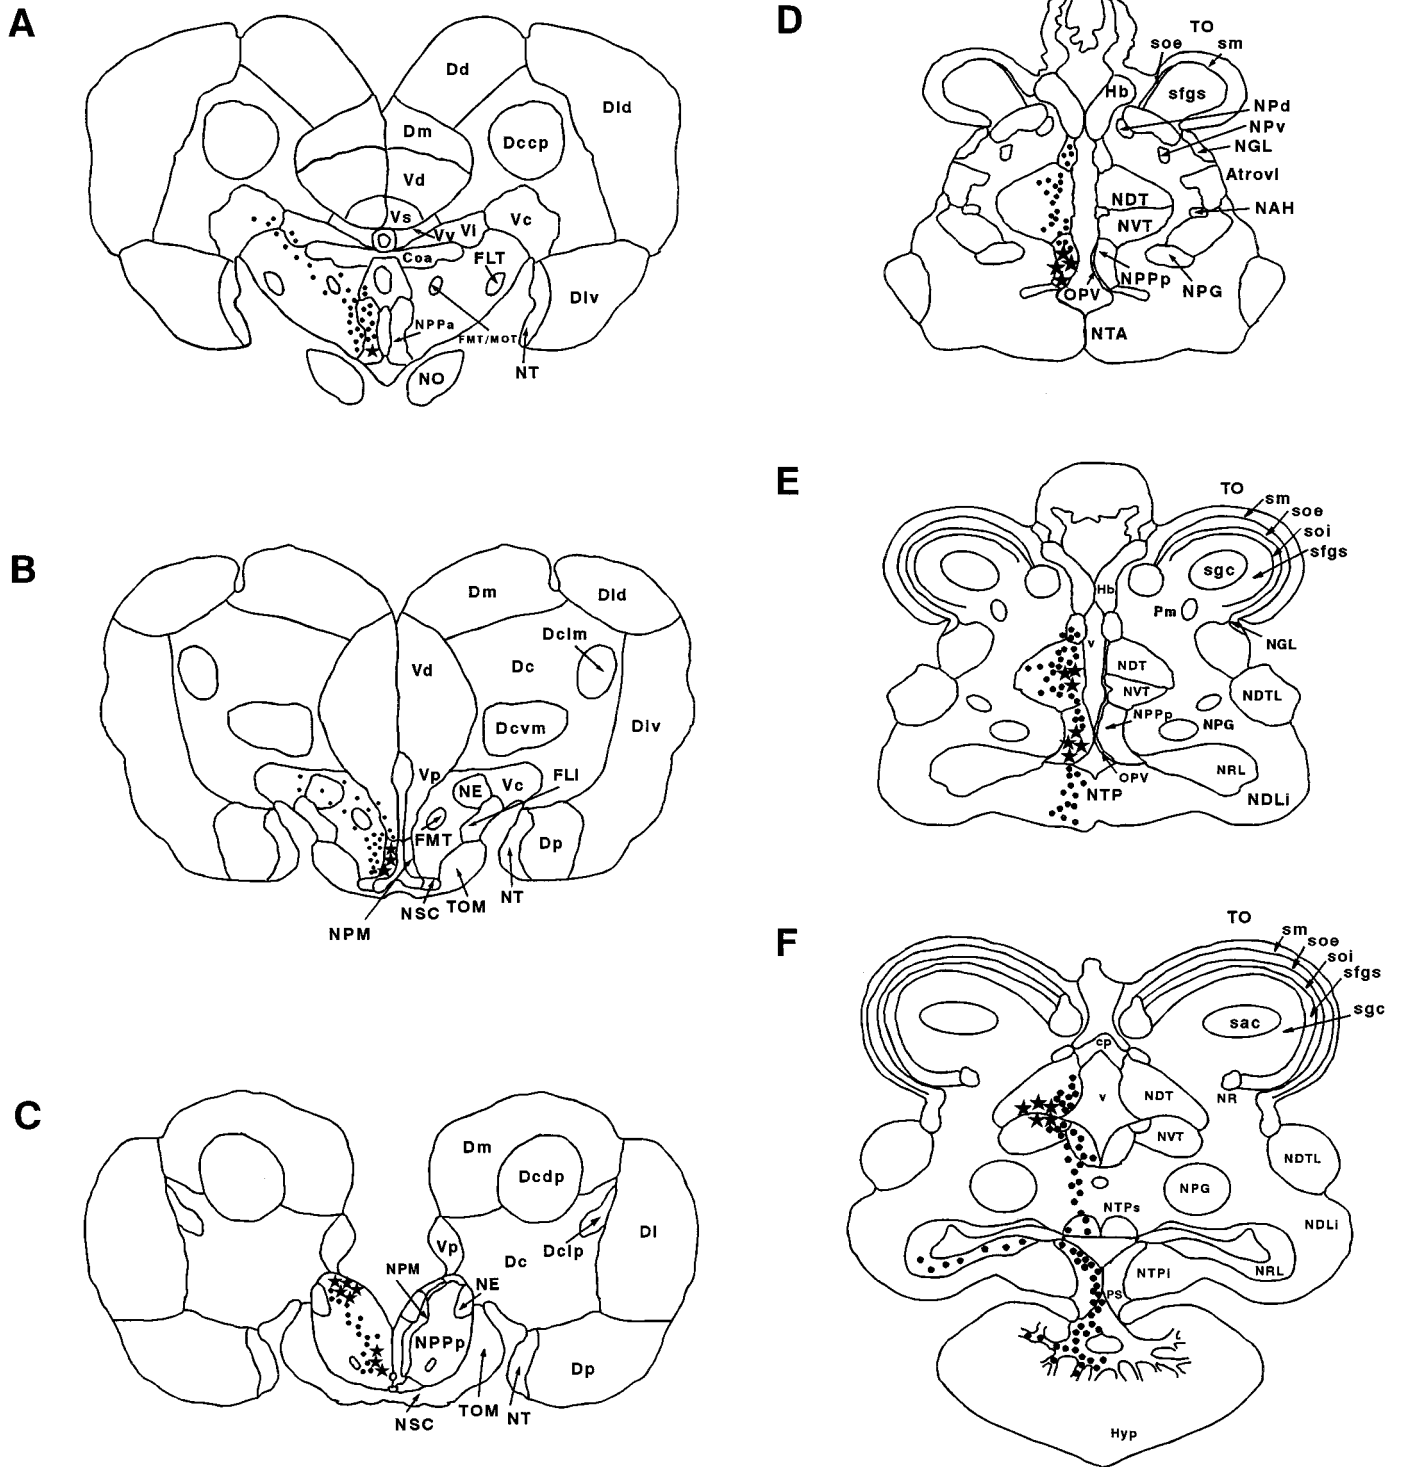 A
Dd
Dld
Dm
Dccp
Vd
Vs
Vv
Vi
Vc
Coa
FLT
Dlv
NPPa
FMT/MOT
NT
NO
B
Dm
Dld
Dclm
Vd
Dc
Dcvm
Dlv
Vp
NE
Vc
FLI
FMT
Dp
NSC
TOM
NT
NPM
C
Dm
Dcdp
Vp
Dc
Dclp
Dl
NPM
NE
NPPp
Dp
NSC
TOM
NT
D
TO
soe
sm
Hb
sfgs
NPd
NPv
NGL
Atrovl
NDT
NAH
NVT
NPPp
OPV
NPG
NTA
E
TO
sm
soe
soi
sfgs
sgc
Hb
Pm
v
NGL
NDT
NVT
NDTL
NPPp
NPG
OPV
NRL
NTP
NDLi
F
TO
sm
soe
soi
sfgs
sgc
sac
cp
v
NDT
NR
NVT
NDTL
NPG
NTPs
NDLi
NTPi
NRL
PS
Hyp